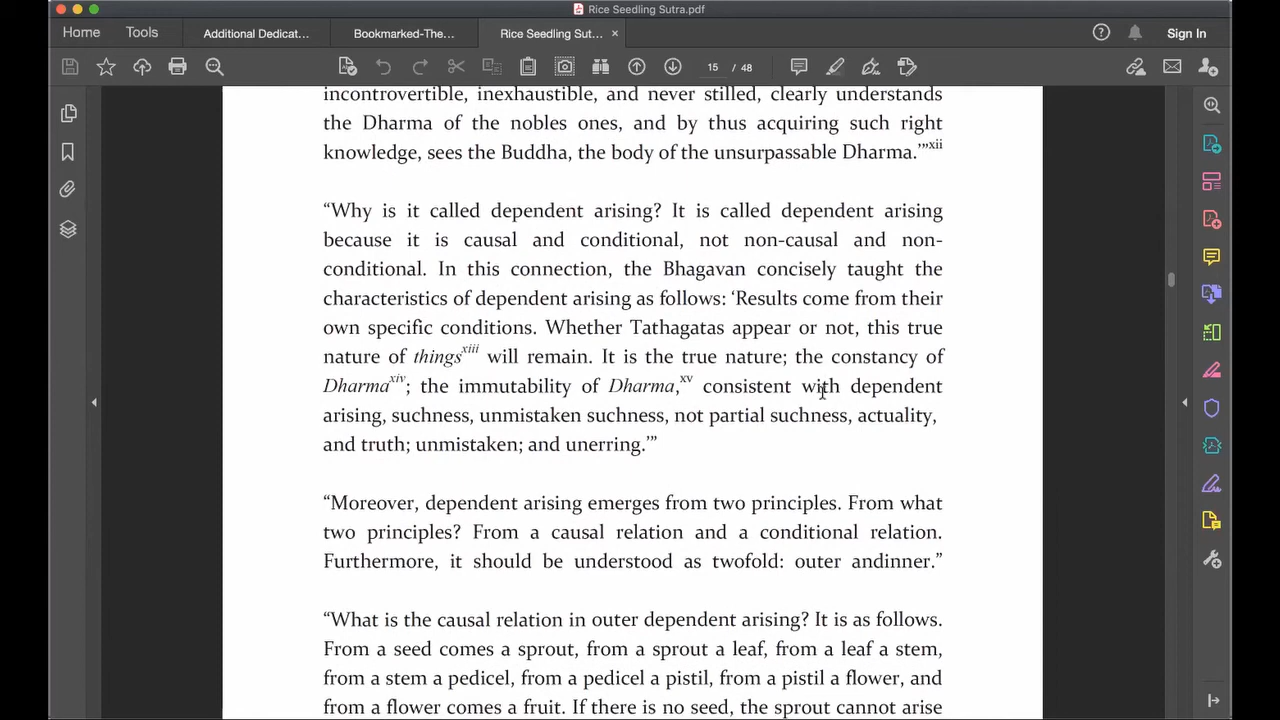 Rice Seedling Sutra.pdf
Home Tools Additional Dedicat... Bookmarked-The... Rice Seedling Sut... × Sign In
15 / 48
incontrovertible, inexhaustible, and never stilled, clearly understands
the Dharma of the nobles ones, and by thus acquiring such right
knowledge, sees the Buddha, the body of the unsurpassable Dharma.’”xii
“Why is it called dependent arising? It is called dependent arising
because it is causal and conditional, not non-causal and non-
conditional. In this connection, the Bhagavan concisely taught the
characteristics of dependent arising as follows: ‘Results come from their
own specific conditions. Whether Tathagatas appear or not, this true
nature of thingsxiii will remain. It is the true nature; the constancy of
Dharmaxiv; the immutability of Dharma,xv consistent with dependent
arising, suchness, unmistaken suchness, not partial suchness, actuality,
and truth; unmistaken; and unerring.’”
“Moreover, dependent arising emerges from two principles. From what
two principles? From a causal relation and a conditional relation.
Furthermore, it should be understood as twofold: outer andinner.”
“What is the causal relation in outer dependent arising? It is as follows.
From a seed comes a sprout, from a sprout a leaf, from a leaf a stem,
from a stem a pedicel, from a pedicel a pistil, from a pistil a flower, and
from a flower comes a fruit. If there is no seed, the sprout cannot arise